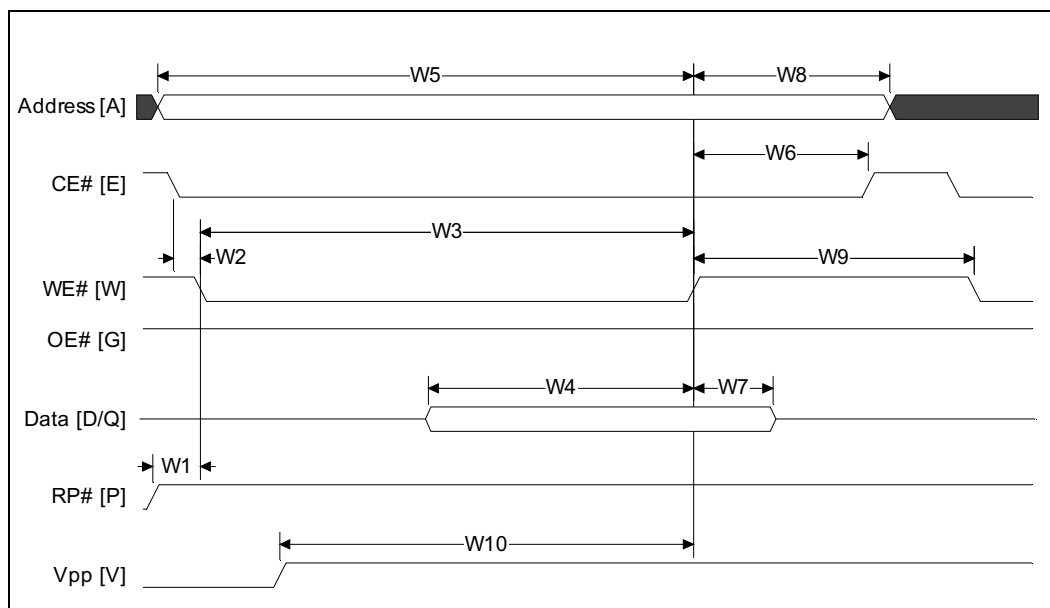 W5
W8
Address [A]
W6
CE# [E]
W3
W2
W9
WE# [W]
OE# [G]
W4
W7
Data [D/Q]
W1
RP# [P]
W10
Vpp [V]